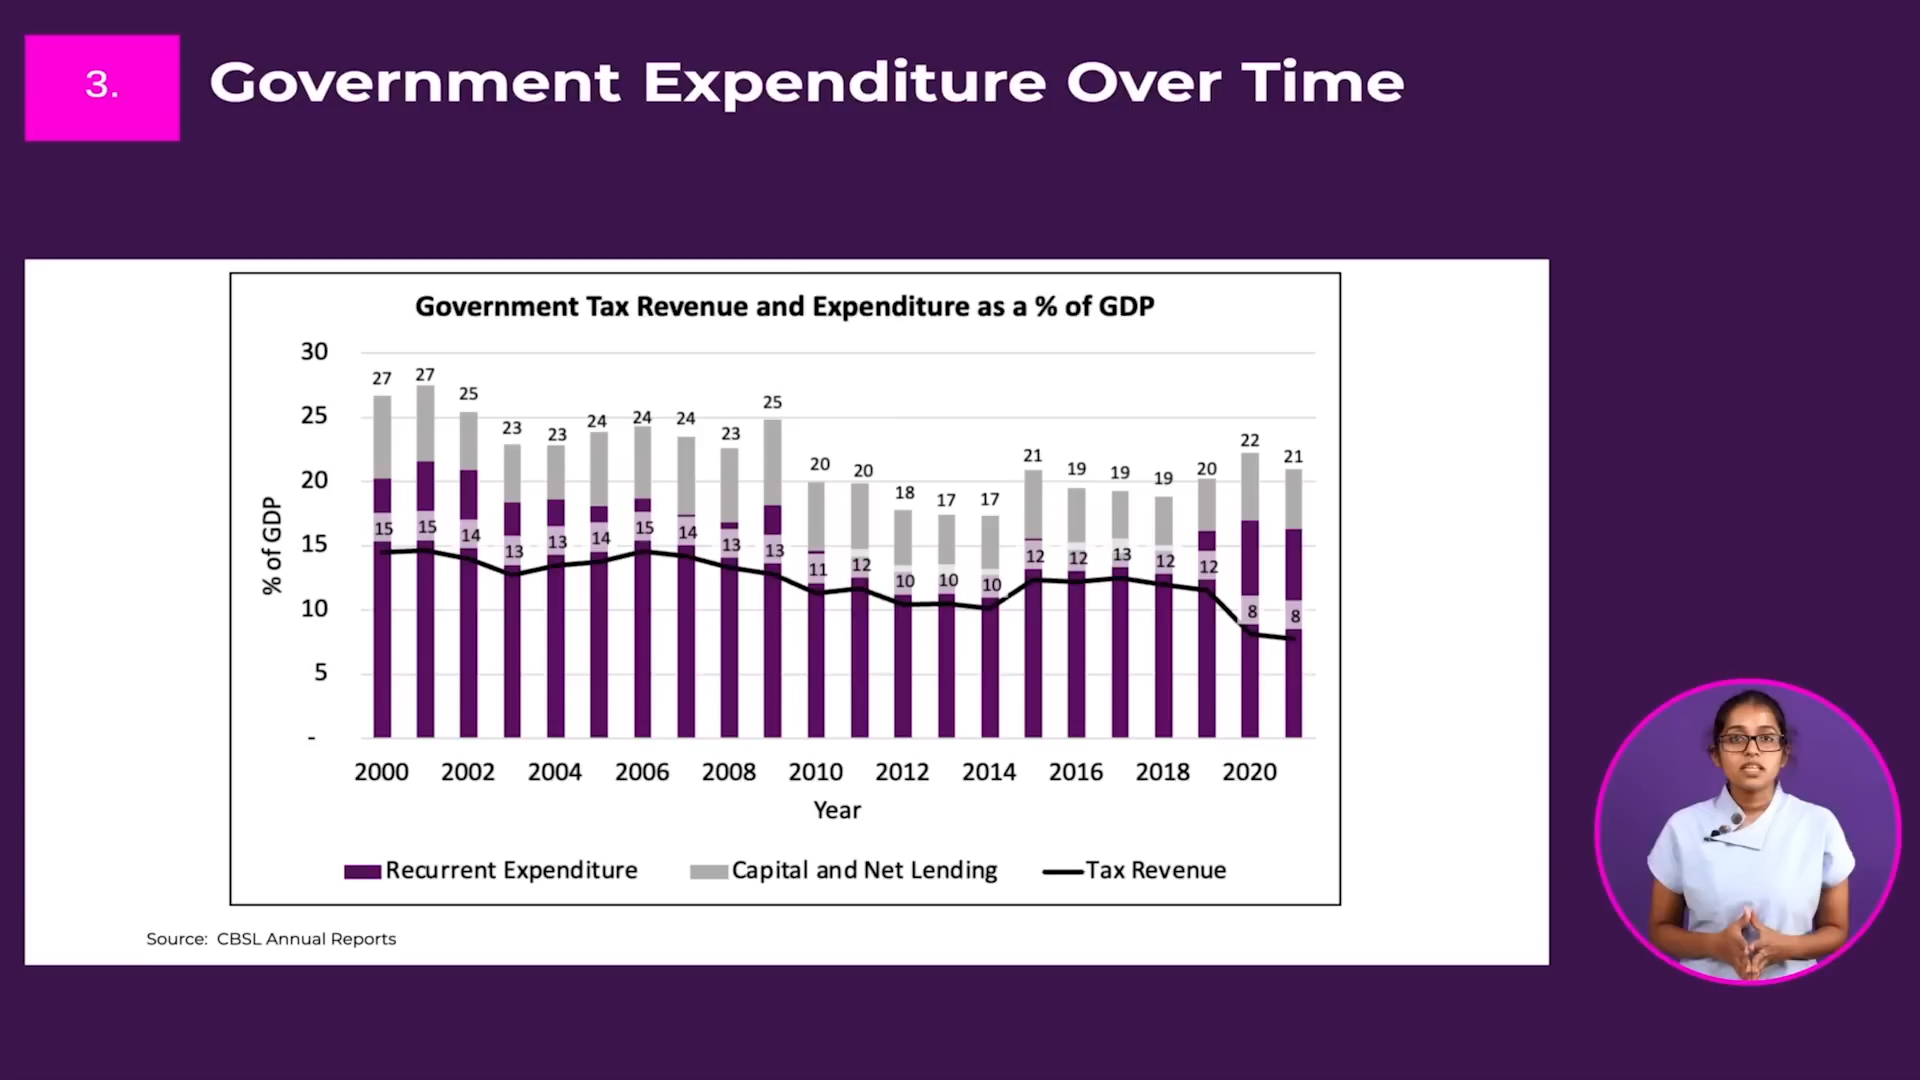 3.
Government Expenditure Over Time
Government Tax Revenue and Expenditure as a % of GDP
% of GDP
30
25
20
15
10
5
-
27 27 25 23 23 24 24 24 23 25 20 20 18 17 17 21 19 19 19 20 22 21
15 15 14 13 13 14 15 14 13 13 11 12 10 10 10 12 12 13 12 12 8 8
2000 2002 2004 2006 2008 2010 2012 2014 2016 2018 2020
Year
Recurrent Expenditure Capital and Net Lending Tax Revenue
Source: CBSL Annual Reports